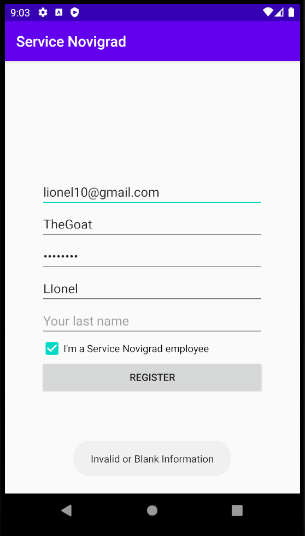 9:03
Service Novigrad
lionel10@gmail.com
TheGoat
••••••••
LIonel
Your last name
I'm a Service Novigrad employee
REGISTER
Invalid or Blank Information